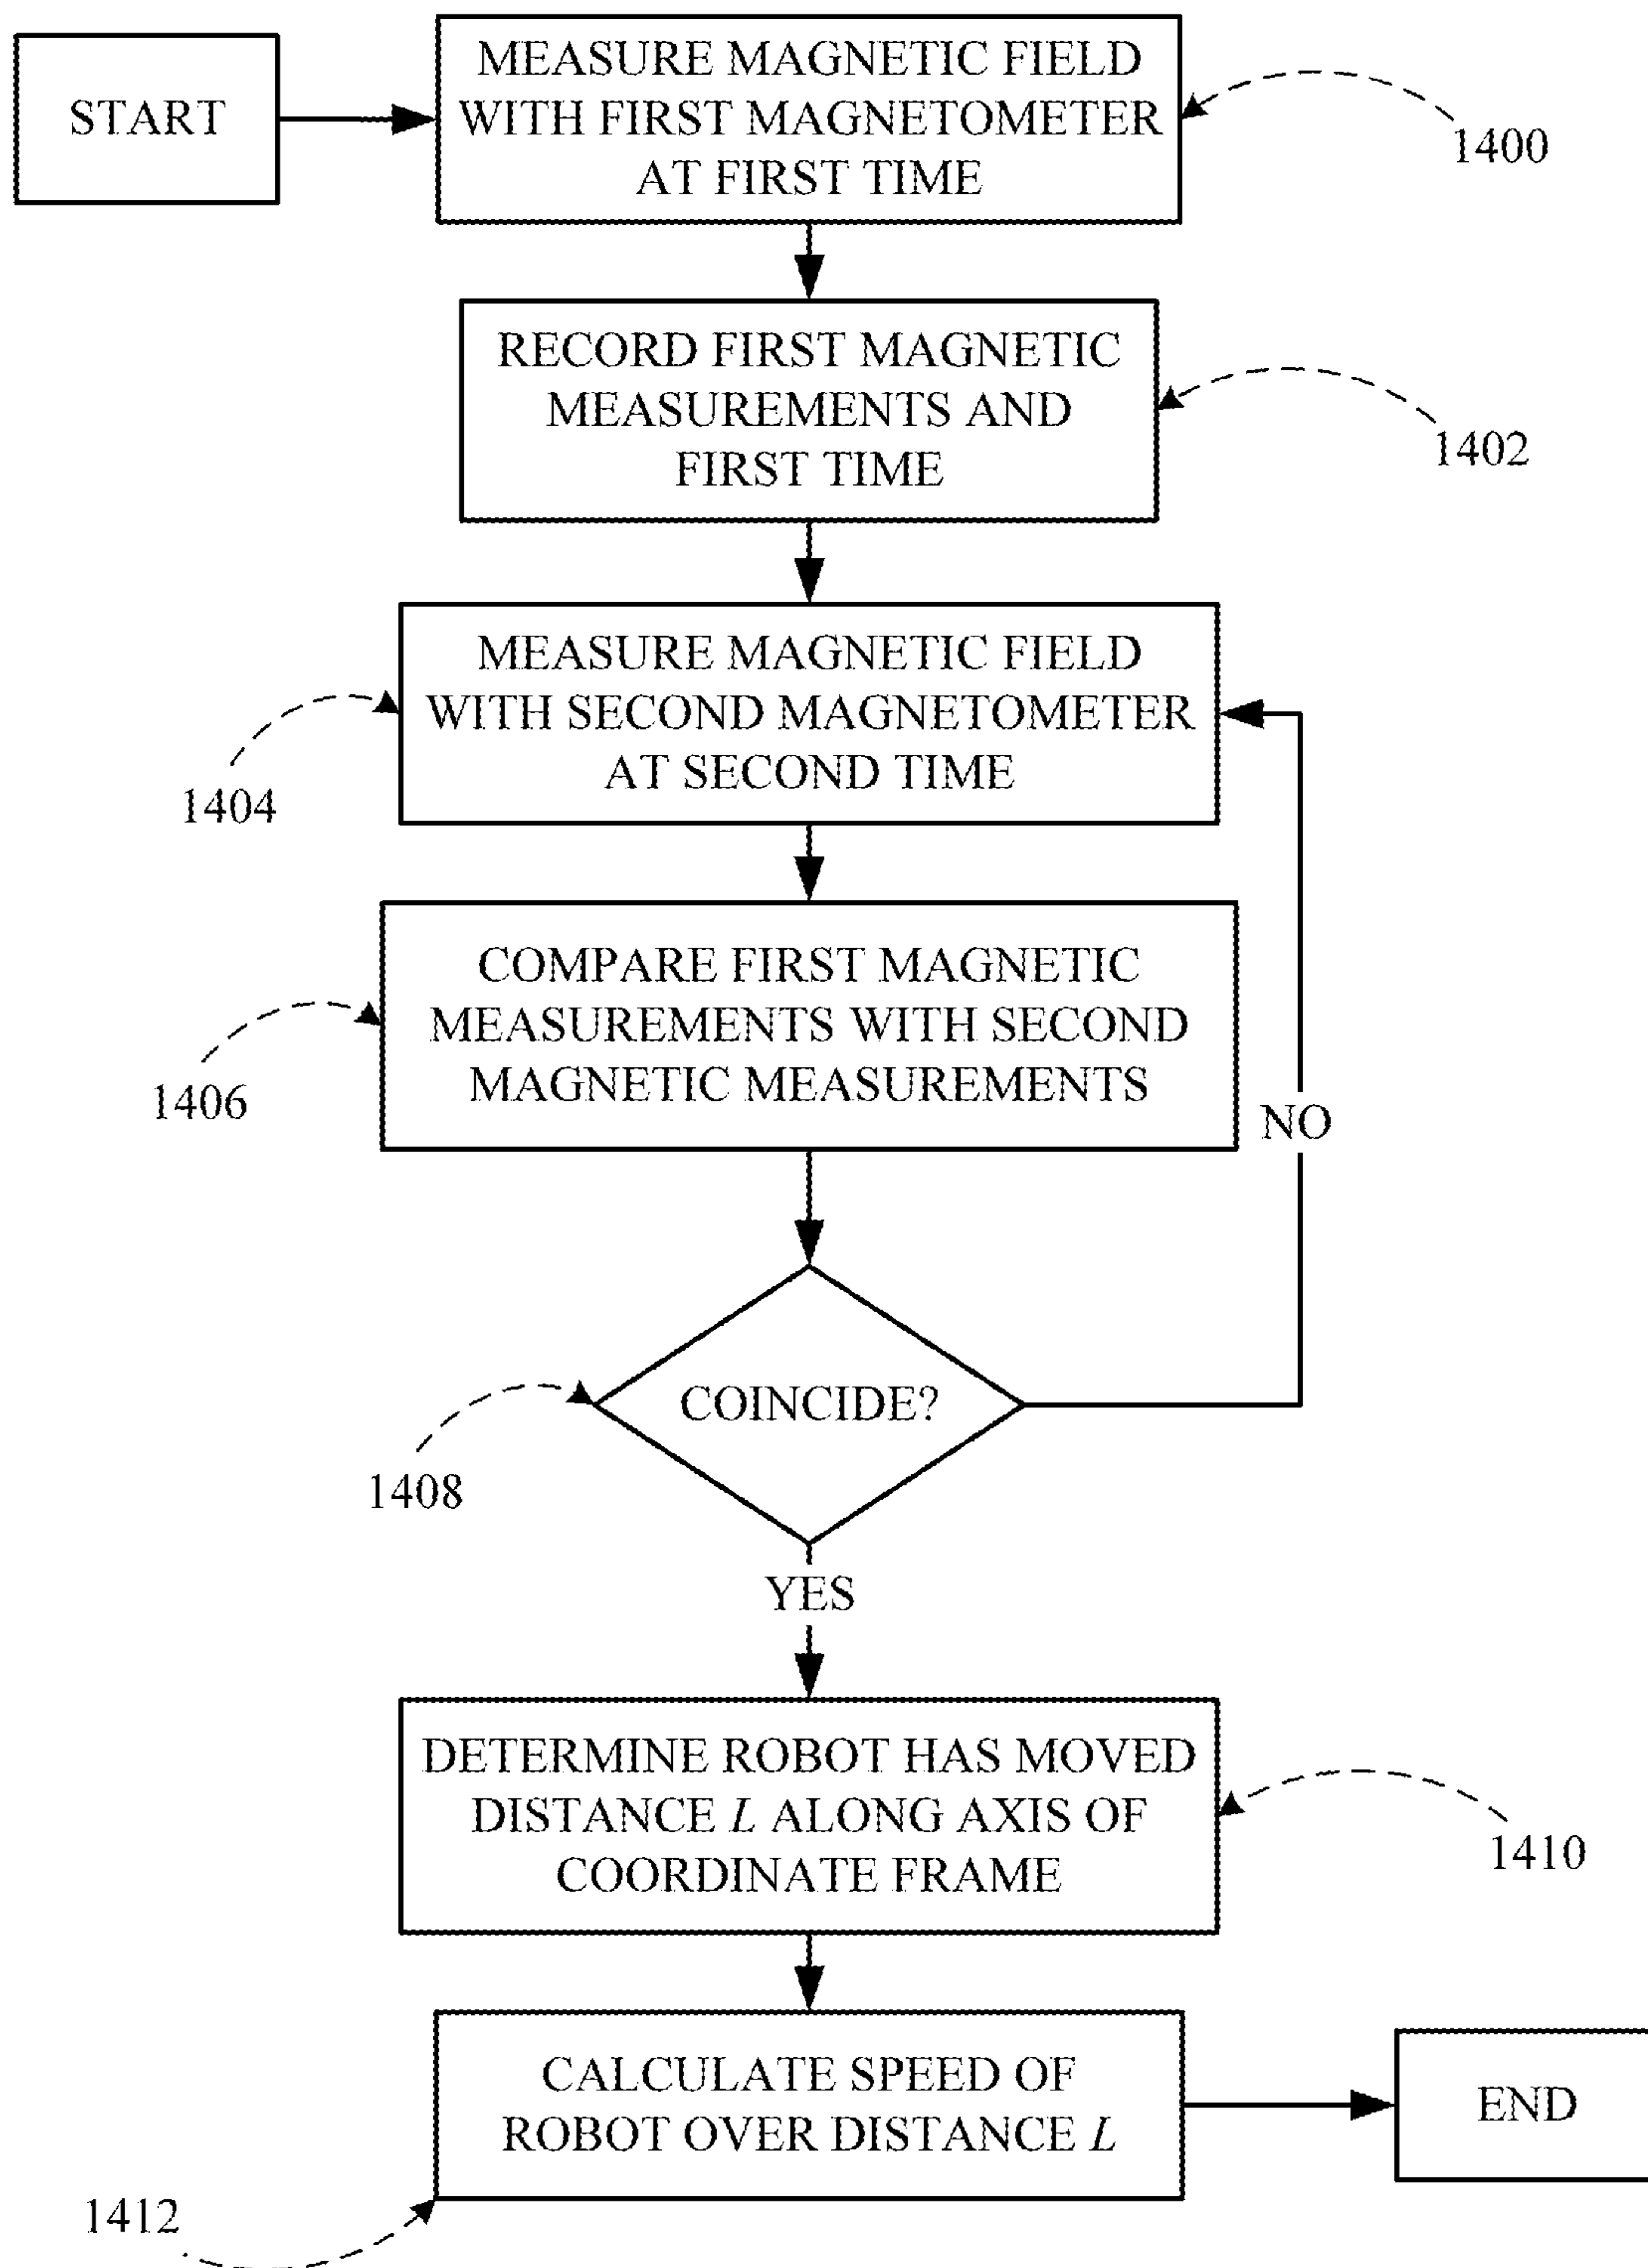 START
MEASURE MAGNETIC FIELD
WITH FIRST MAGNETOMETER
AT FIRST TIME
1400
RECORD FIRST MAGNETIC
MEASUREMENTS AND
FIRST TIME
1402
MEASURE MAGNETIC FIELD
WITH SECOND MAGNETOMETER
AT SECOND TIME
1404
COMPARE FIRST MAGNETIC
MEASUREMENTS WITH SECOND
MAGNETIC MEASUREMENTS
1406
NO
COINCIDE?
1408
YES
DETERMINE ROBOT HAS MOVED
DISTANCE L ALONG AXIS OF
COORDINATE FRAME
1410
CALCULATE SPEED OF
ROBOT OVER DISTANCE L
END
1412